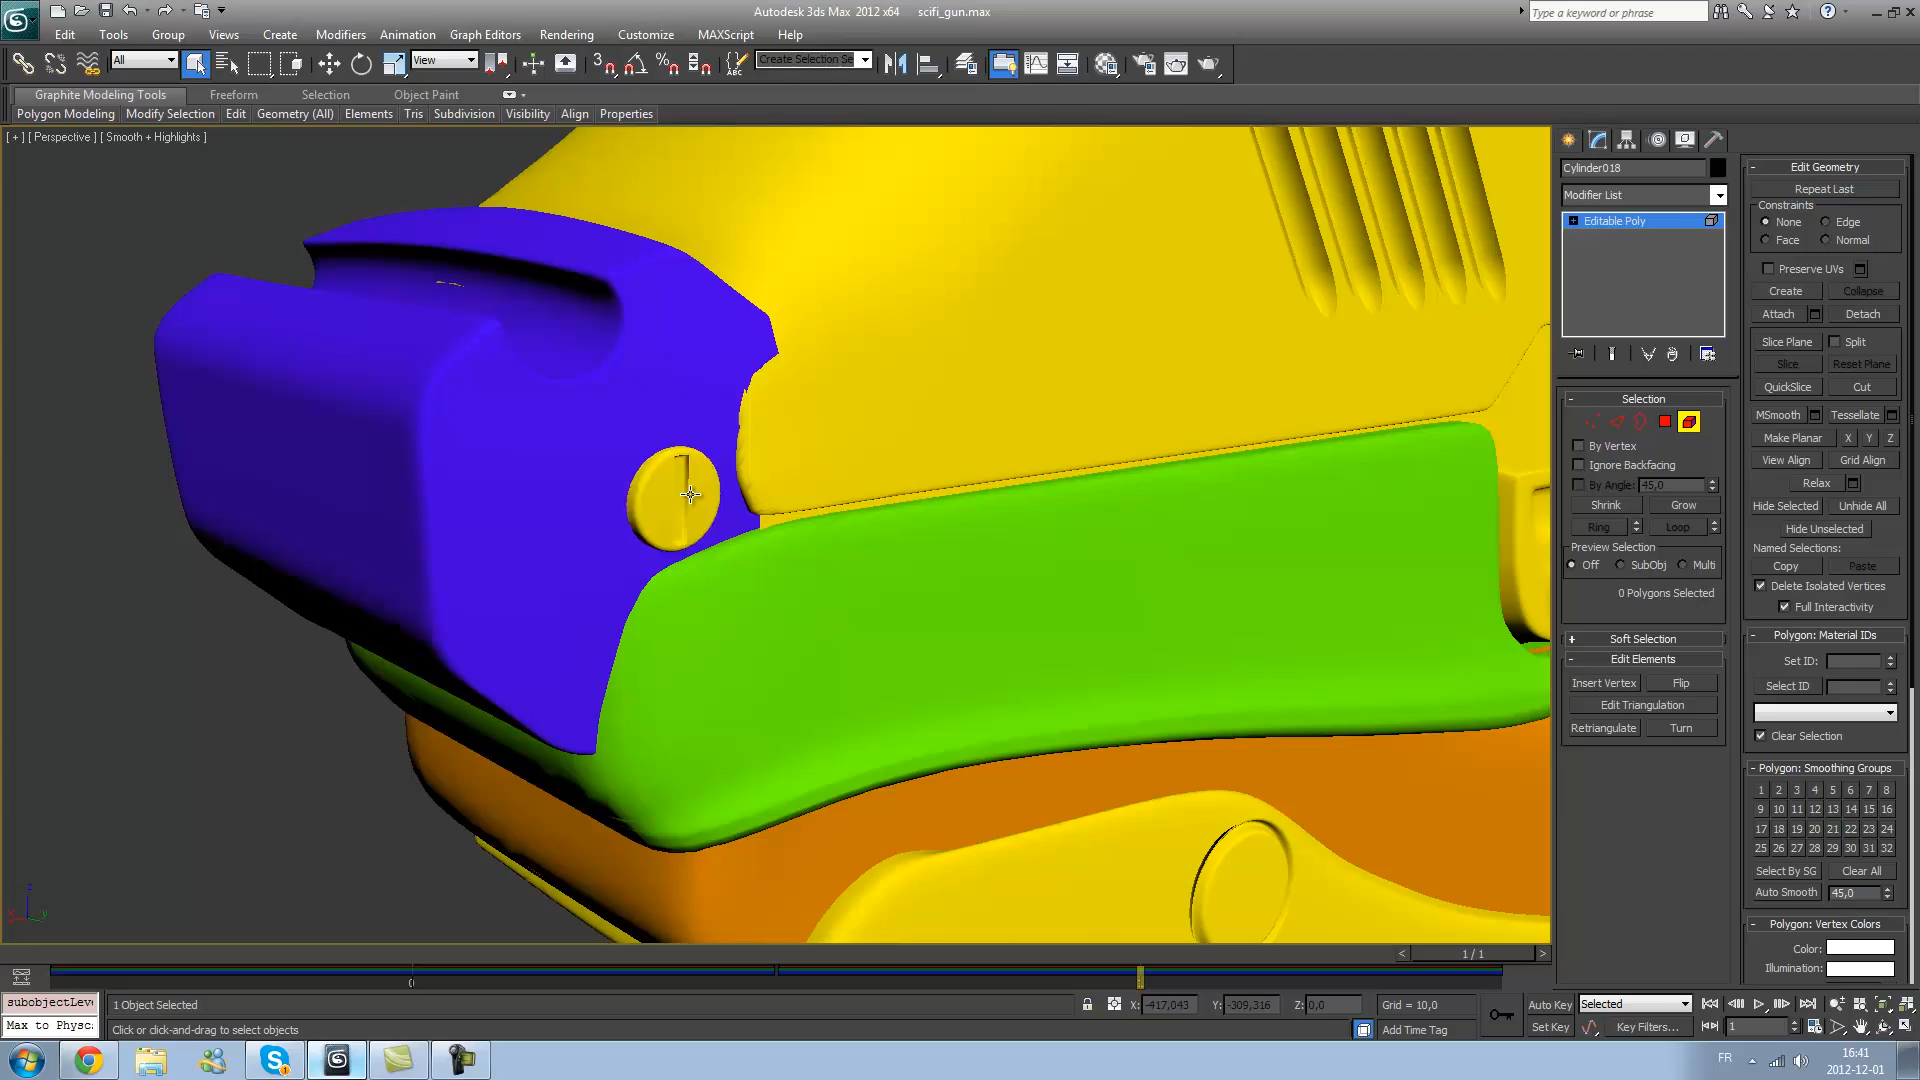 Autodesk 3ds Max 2012 x64 scifi_gun.max
Type a keyword or phrase
Edit Tools Group Views Create Modifiers Animation Graph Editors Rendering Customize MAXScript Help
All View Create Selection Se
Graphite Modeling Tools Freeform Selection Object Paint
Polygon Modeling Modify Selection Edit Geometry (All) Elements Tris Subdivision Visibility Align Properties
[ + ] [ Perspective ] [ Smooth + Highlights ]
Cylinder018
Modifier List
Editable Poly
Selection
By Vertex
Ignore Backfacing
By Angle: 45,0
Shrink Grow
Ring Loop
Preview Selection
Off SubObj Multi
0 Polygons Selected
Soft Selection
Edit Elements
Insert Vertex Flip
Edit Triangulation
Retriangulate Turn
Edit Geometry
Repeat Last
Constraints
None Edge
Face Normal
Preserve UVs
Create Collapse
Attach Detach
Slice Plane Split
Slice Reset Plane
QuickSlice Cut
MSmooth Tessellate
Make Planar X Y Z
View Align Grid Align
Relax
Hide Selected Unhide All
Hide Unselected
Named Selections:
Copy Paste
Delete Isolated Vertices
Full Interactivity
Polygon: Material IDs
Set ID:
Select ID
Clear Selection
Polygon: Smoothing Groups
1 2 3 4 5 6 7 8
9 10 11 12 13 14 15 16
17 18 19 20 21 22 23 24
25 26 27 28 29 30 31 32
Select By SG Clear All
Auto Smooth 45,0
Polygon: Vertex Colors
Color:
Illumination:
< 1 / 1 >
0
subobjectLeve 1 Object Selected X: -417,043 Y: -309,316 Z: 0,0 Grid = 10,0 Auto Key Selected
Max to Physc: Click or click-and-drag to select objects Add Time Tag Set Key Key Filters... 1
FR 16:41
2012-12-01